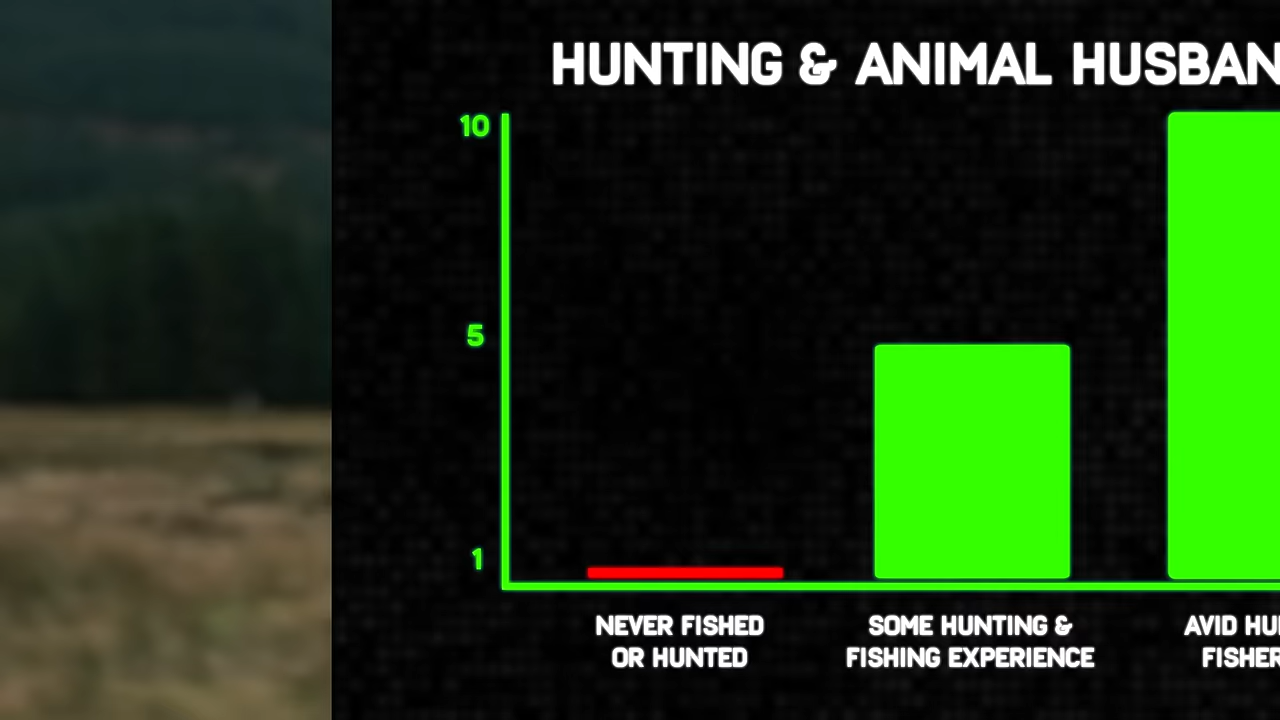 HUNTING & ANIMAL HUSBAN
10
5
1
NEVER FISHED
OR HUNTED
SOME HUNTING &
FISHING EXPERIENCE
AVID HU
FISHER